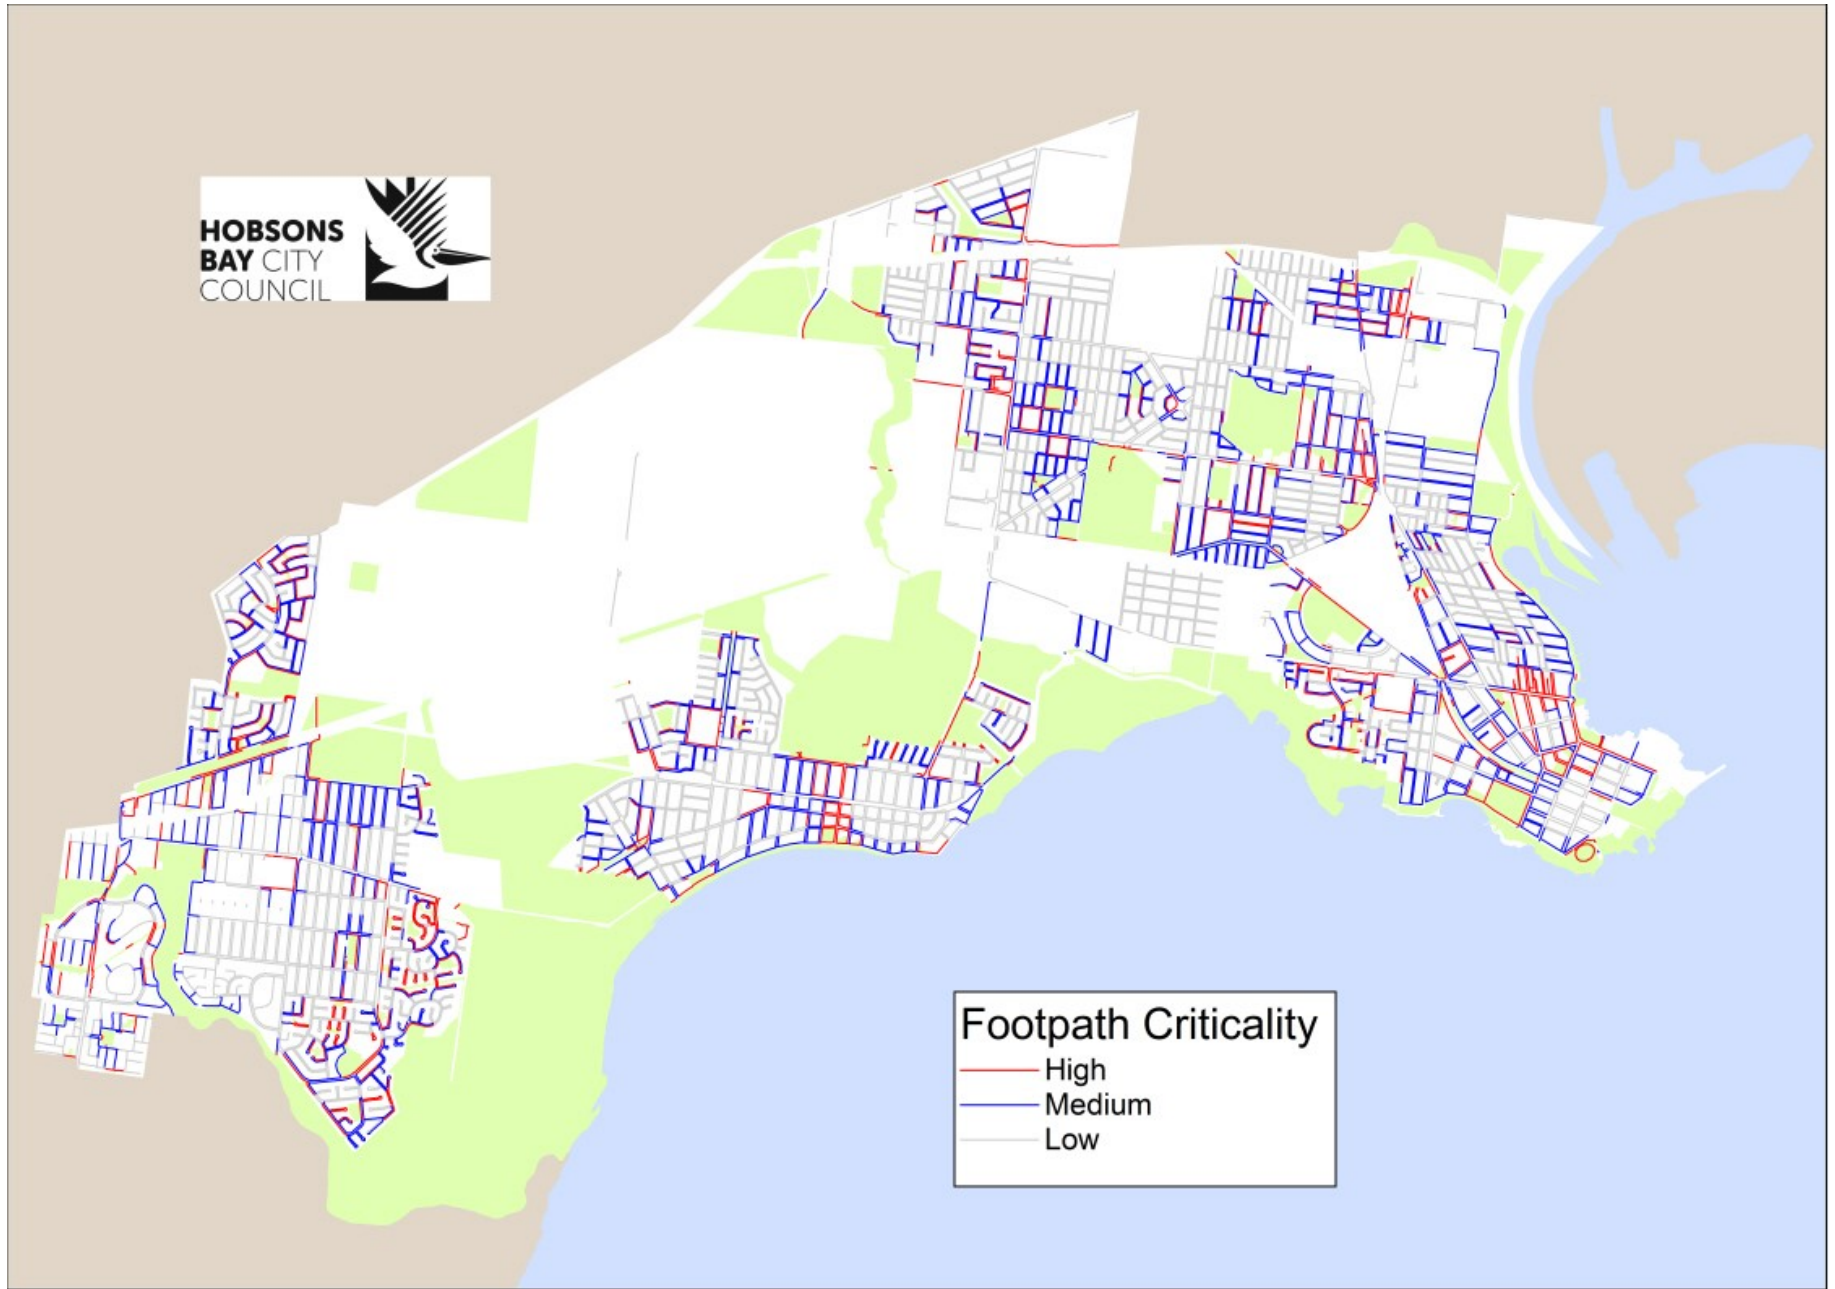 HOBSONS
BAY CITY
COUNCIL
Footpath Criticality
High
Medium
Low